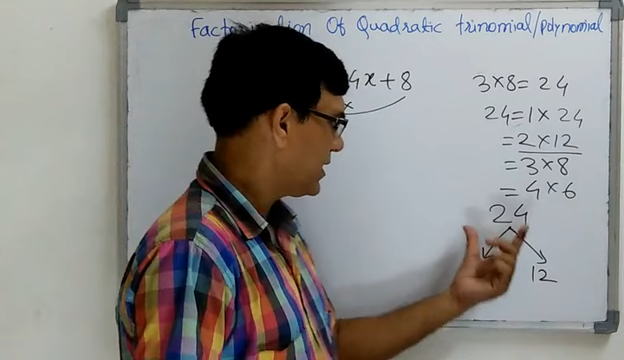 Of Quadratic trinomial/polynomial
4x+8
x
3×8=24
24=1×24
=2×12
=3×8
=4×6
24
12